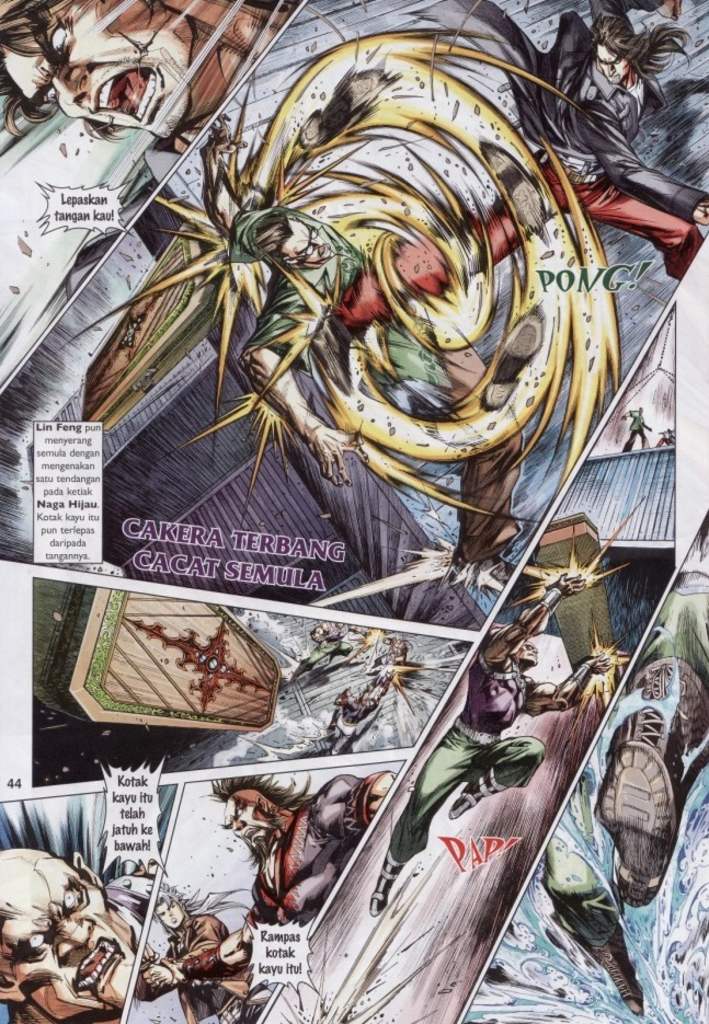 Lepaskan
tangan kau!
PONG!
Lin Feng pun
menyerang
semula dengan
mengenakan
satu tendangan
pada ketiak
Naga Hijau.
Kotak kayu itu
pun terlepas
daripada
tangannya.
CAKERA TERBANG
CACAT SEMULA
PAP!
44
Kotak
kayu itu
telah
jatuh ke
bawah!
Rampas
kotak
kayu itu!